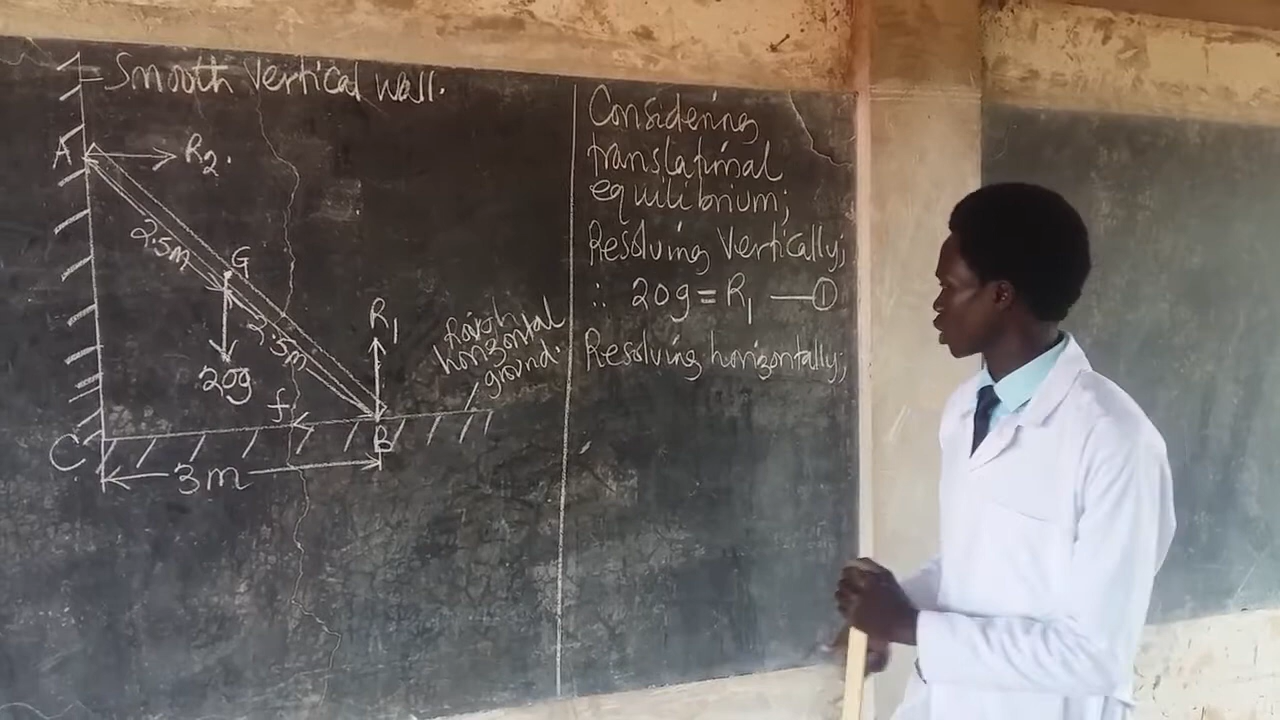 Smooth Vertical wall.
A
R2.
2.5m
G
2.5m
20g
R1
f
Rough
horizontal
ground.
C
B
3m
Considering
translational
equilibrium;
Resolving Vertically;
∴ 20g = R1 — ①
Resolving horizontally;